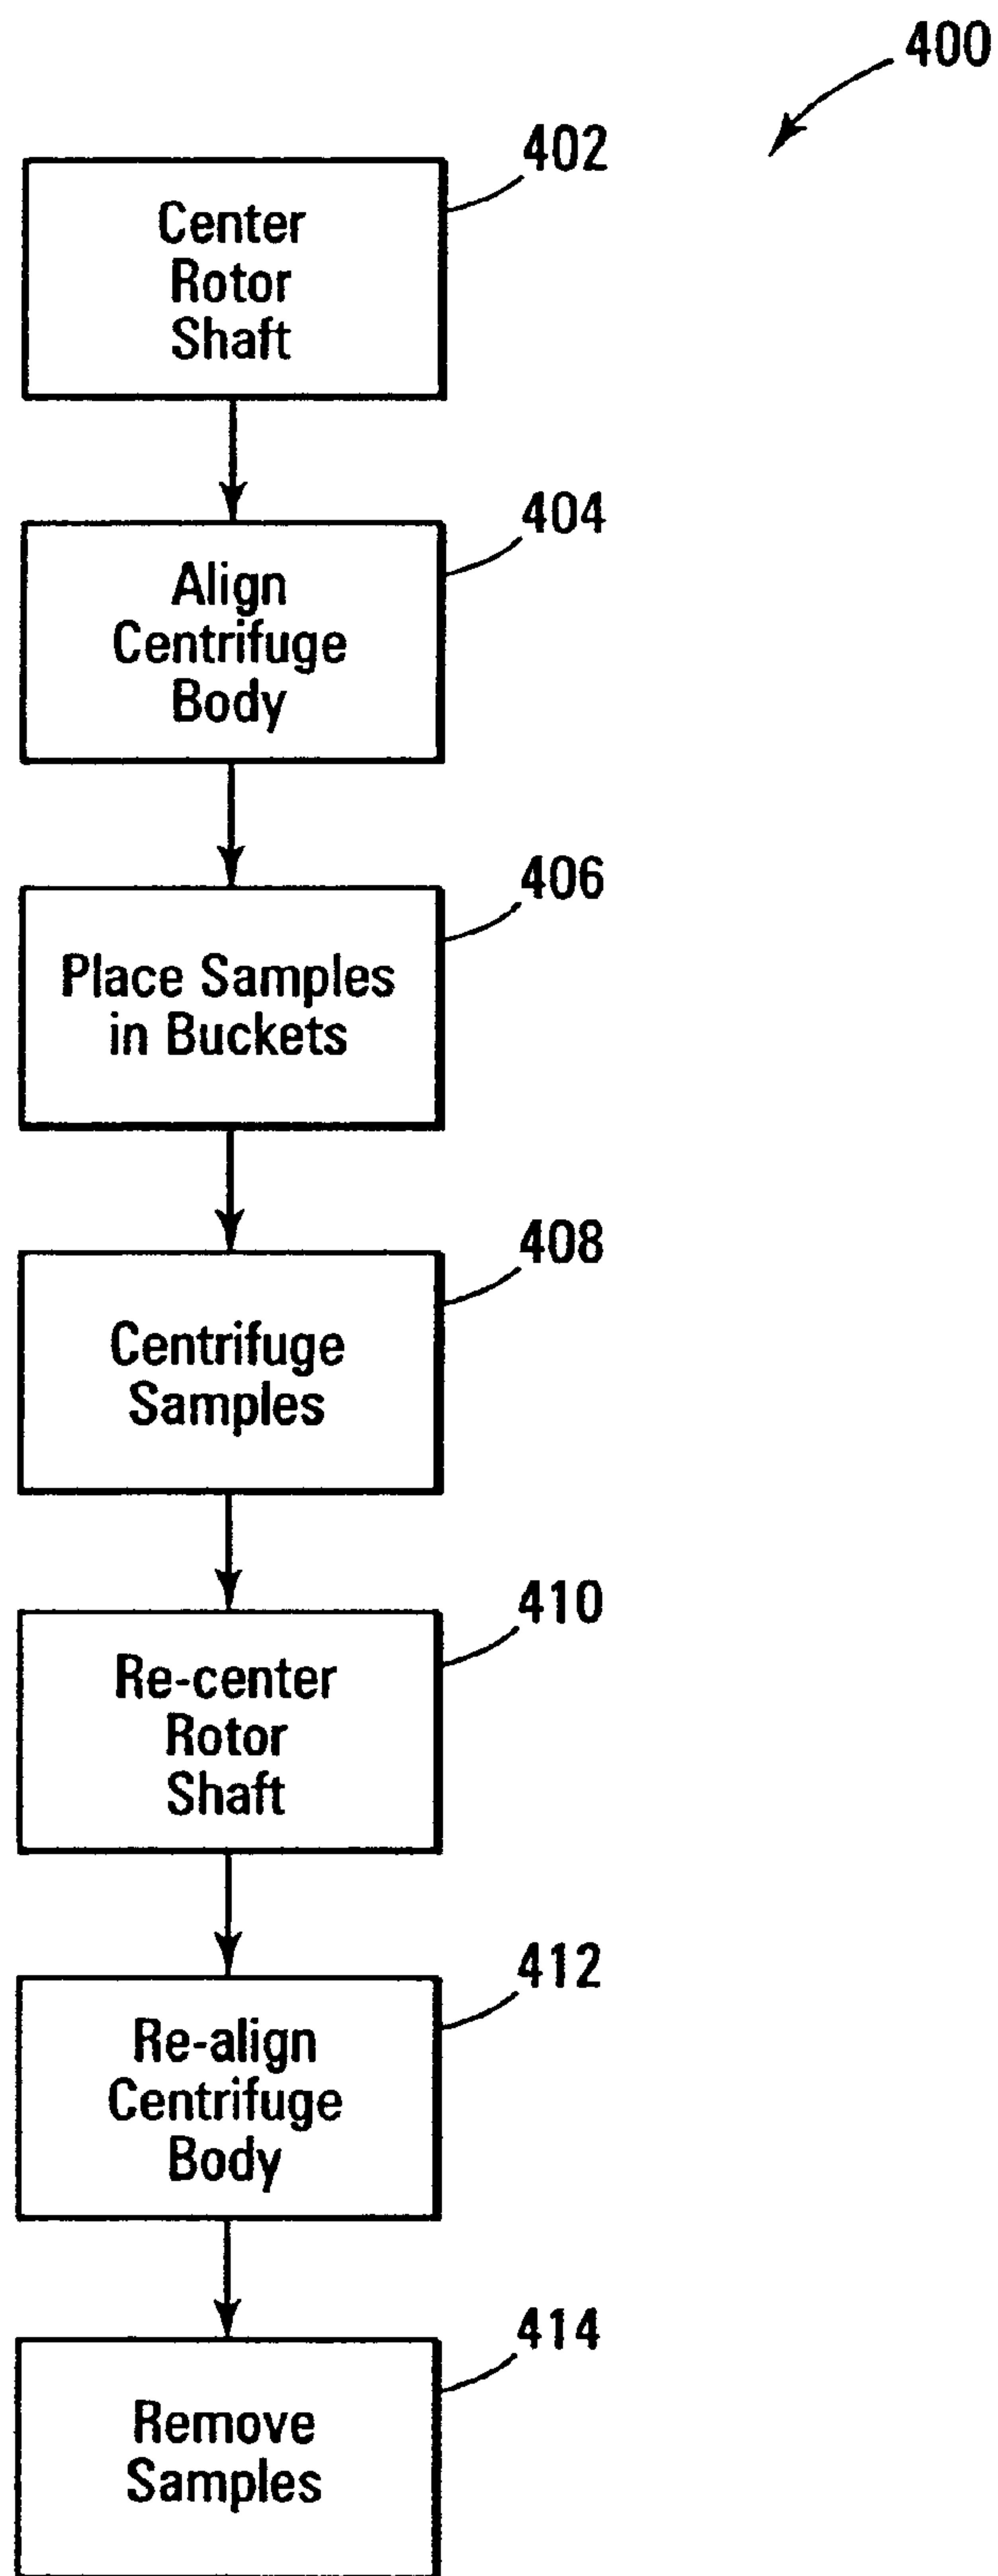 400
402
Center
Rotor
Shaft
404
Align
Centrifuge
Body
406
Place Samples
in Buckets
408
Centrifuge
Samples
410
Re-center
Rotor
Shaft
412
Re-align
Centrifuge
Body
414
Remove
Samples